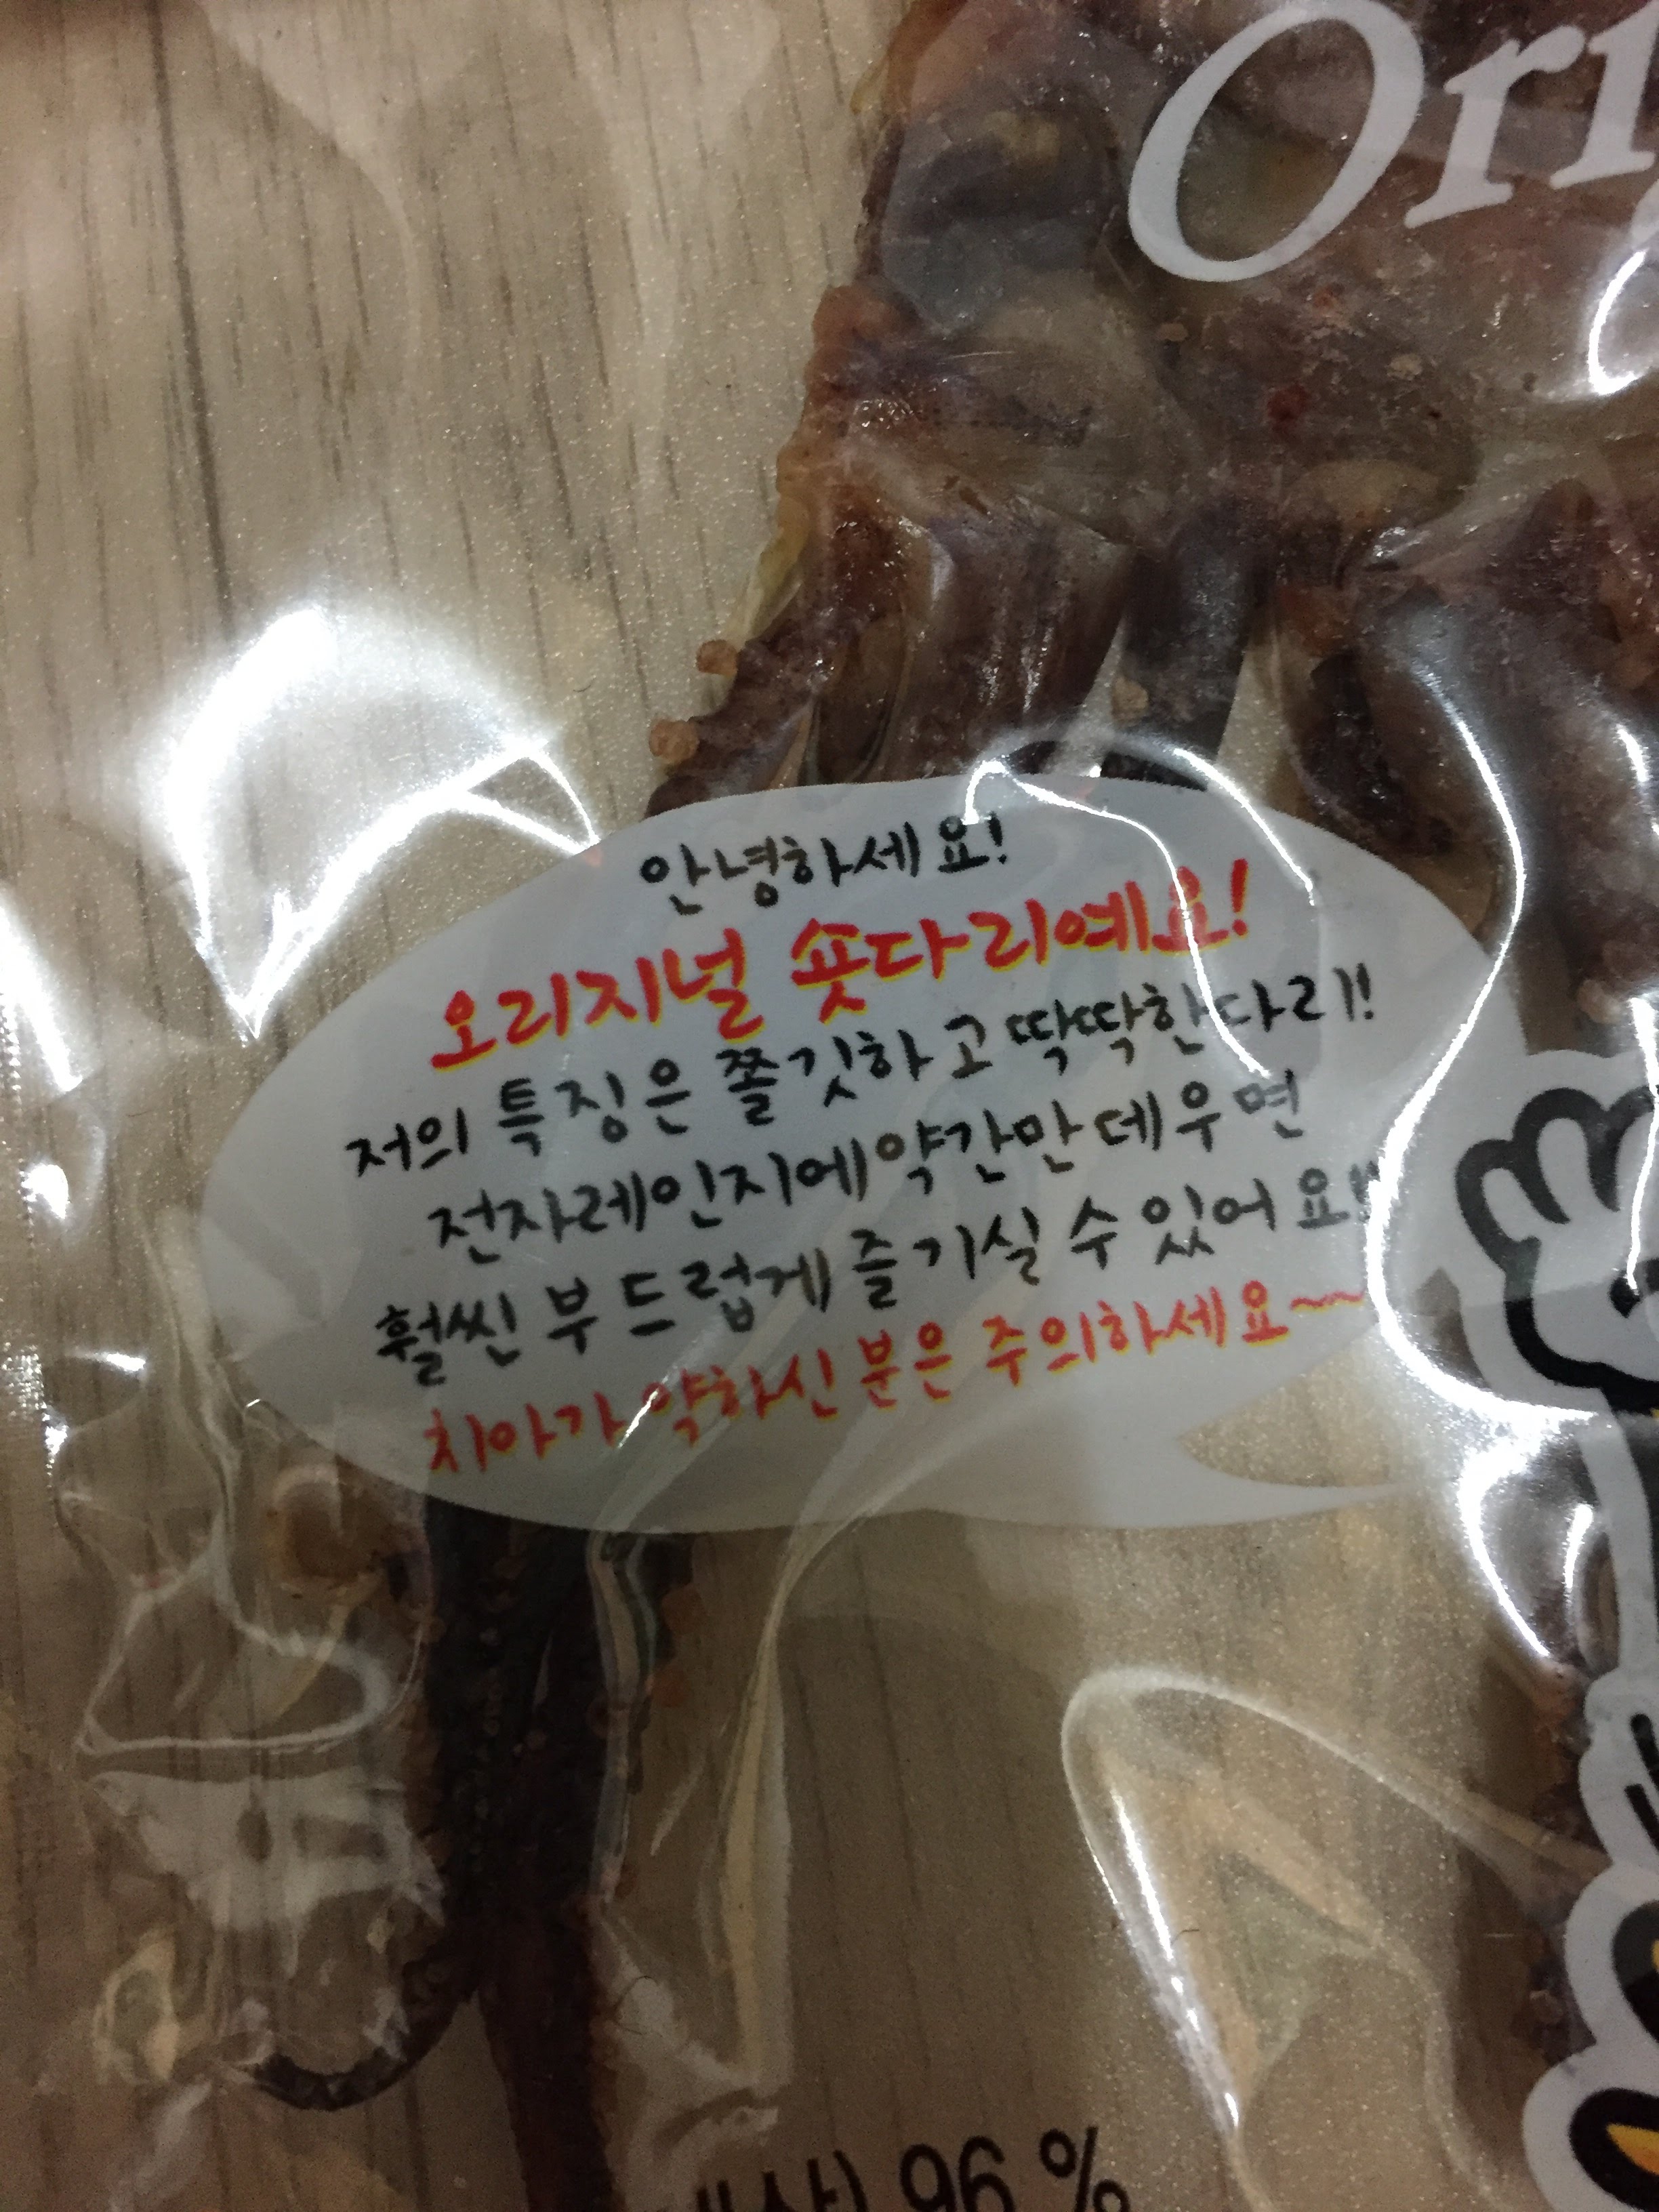 Ori
안녕하세요!
오리지널 숏다리예요!
저의 특징은 쫄깃하고 딱딱한다리!
전자레인지에 약간만 데우면
훨씬 부드럽게 즐기실 수 있어요!!
치아가 약하신 분은 주의하세요~~
96 %